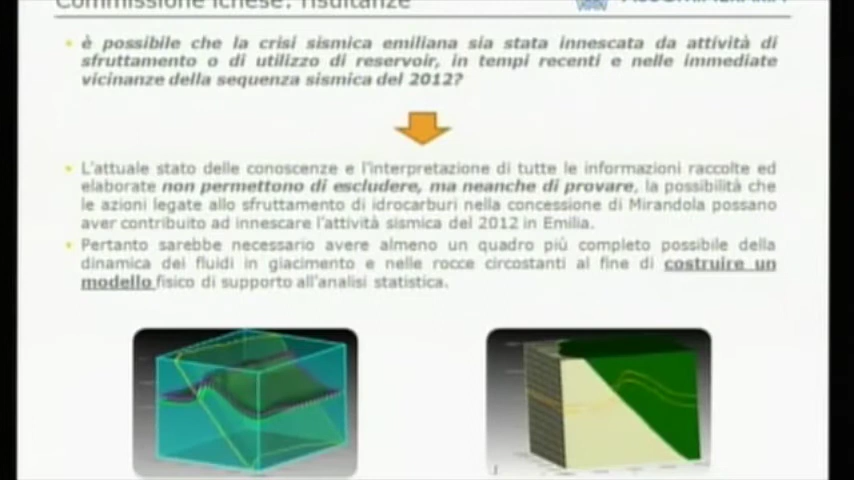 Commissione Ichese: risultanze
è possibile che la crisi sismica emiliana sia stata innescata da attività di
sfruttamento o di utilizzo di reservoir, in tempi recenti e nelle immediate
vicinanze della sequenza sismica del 2012?
L'attuale stato delle conoscenze e l'interpretazione di tutte le informazioni raccolte ed
elaborate non permettono di escludere, ma neanche di provare, la possibilità che
le azioni legate allo sfruttamento di idrocarburi nella concessione di Mirandola possano
aver contribuito ad innescare l'attività sismica del 2012 in Emilia.
Pertanto sarebbe necessario avere almeno un quadro più completo possibile della
dinamica dei fluidi in giacimento e nelle rocce circostanti al fine di costruire un
modello fisico di supporto all'analisi statistica.